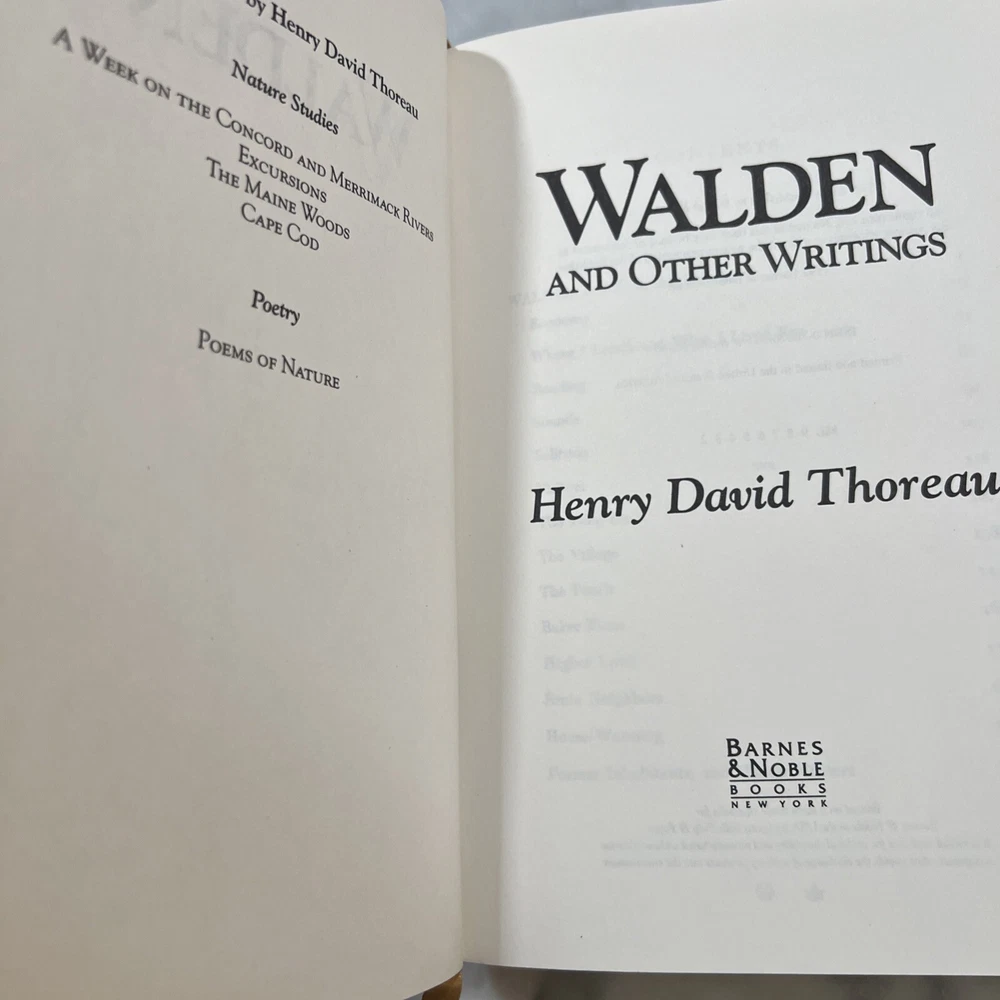 by Henry David Thoreau
Nature Studies
A WEEK ON THE CONCORD AND MERRIMACK RIVERS
EXCURSIONS
THE MAINE WOODS
CAPE COD
Poetry
POEMS OF NATURE
WALDEN
AND OTHER WRITINGS
Henry David Thoreau
BARNES
& NOBLE
BOOKS
NEW YORK